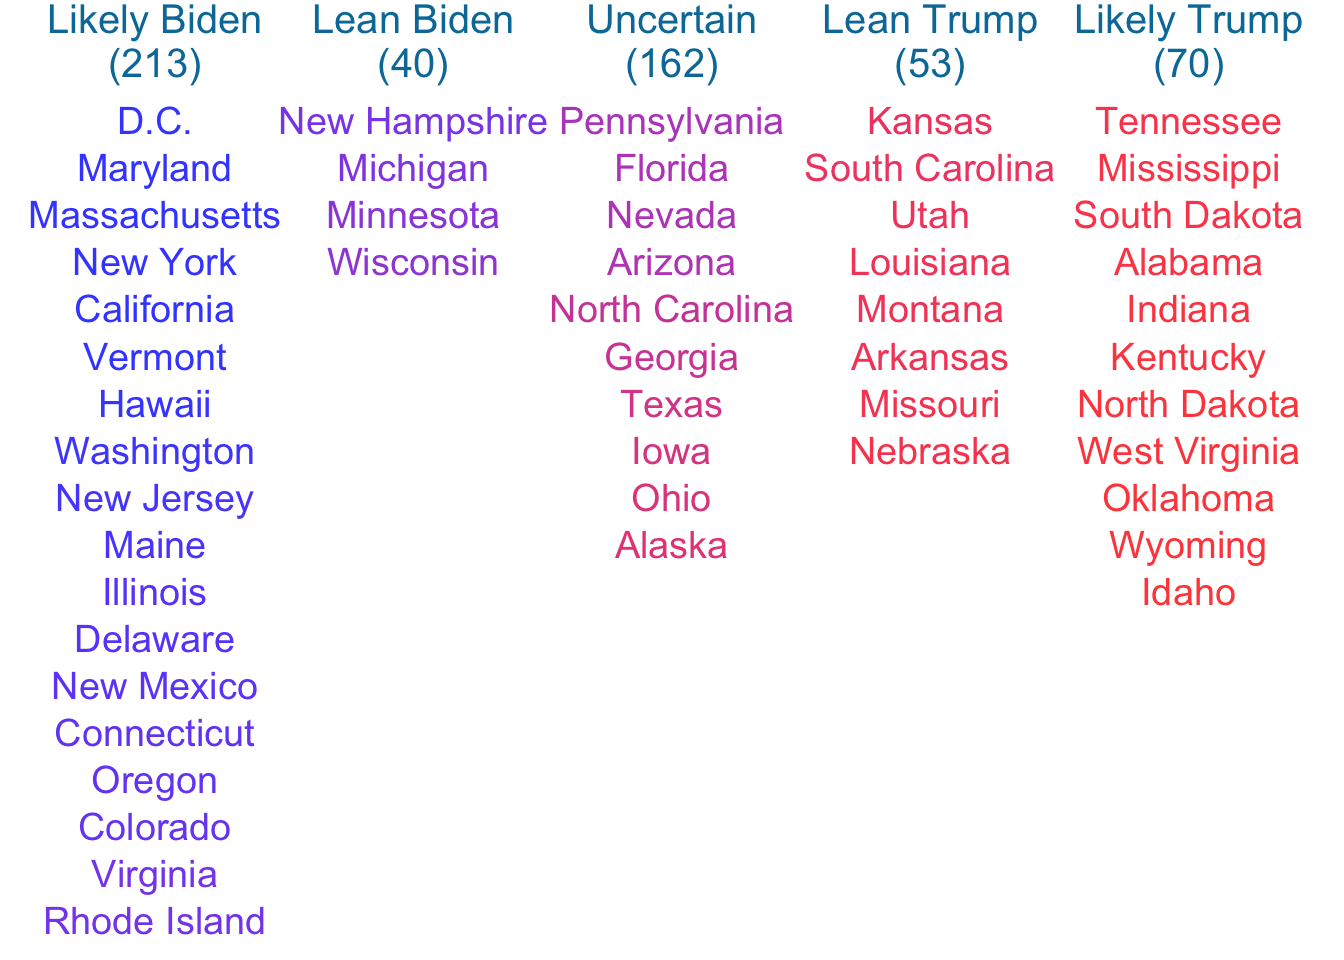 Likely Biden
(213)
D.C.
Maryland
Massachusetts
New York
California
Vermont
Hawaii
Washington
New Jersey
Maine
Illinois
Delaware
New Mexico
Connecticut
Oregon
Colorado
Virginia
Rhode Island
Lean Biden
(40)
New Hampshire
Michigan
Minnesota
Wisconsin
Uncertain
(162)
Pennsylvania
Florida
Nevada
Arizona
North Carolina
Georgia
Texas
Iowa
Ohio
Alaska
Lean Trump
(53)
Kansas
South Carolina
Utah
Louisiana
Montana
Arkansas
Missouri
Nebraska
Likely Trump
(70)
Tennessee
Mississippi
South Dakota
Alabama
Indiana
Kentucky
North Dakota
West Virginia
Oklahoma
Wyoming
Idaho